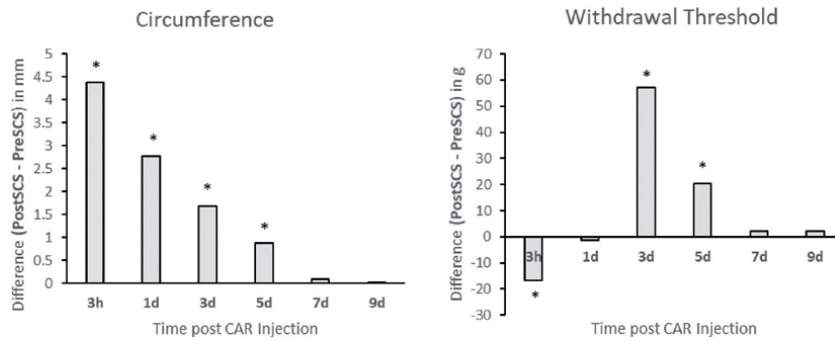 Circumference
Difference (PostSCS - PreSCS) in mm
5
4.5
4
3.5
3
2.5
2
1.5
1
0.5
0
*
*
*
*
3h
1d
3d
5d
7d
9d
Time post CAR Injection
Withdrawal Threshold
Difference (PostSCS - PreSCS) in g
70
60
50
40
30
20
10
0
-10
-20
-30
*
*
*
3h
1d
3d
5d
7d
9d
Time post CAR Injection